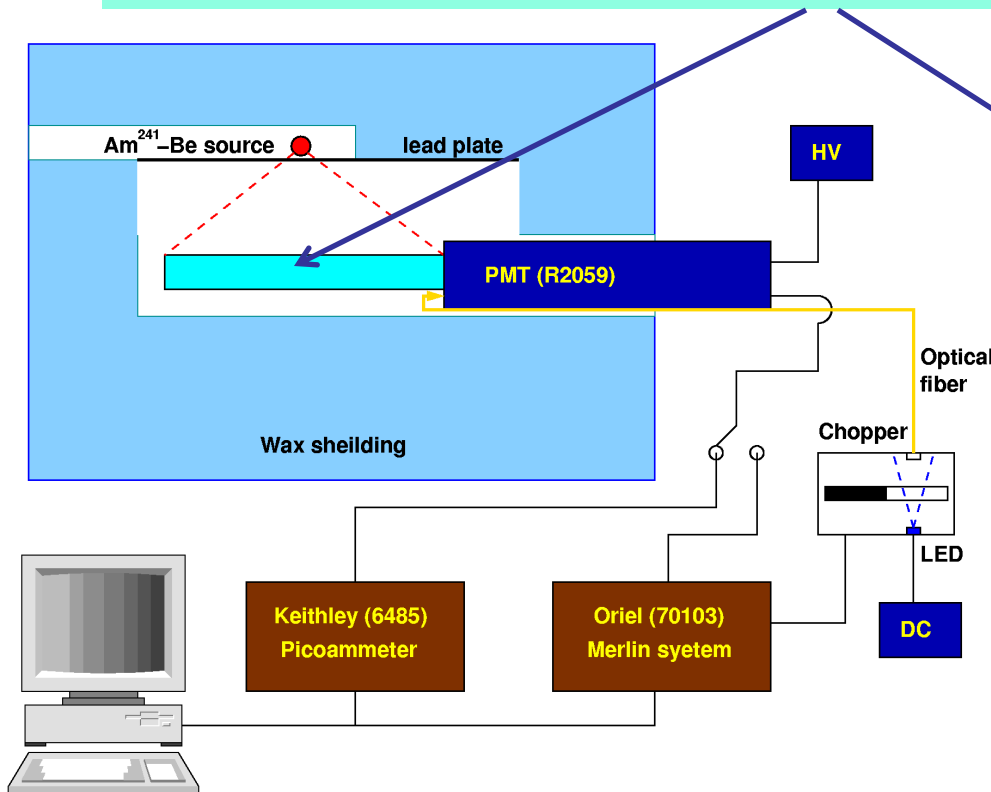 Am²⁴¹–Be source
lead plate
HV
PMT (R2059)
Optical
fiber
Chopper
Wax sheilding
LED
Keithley (6485)
Picoammeter
Oriel (70103)
Merlin syetem
DC